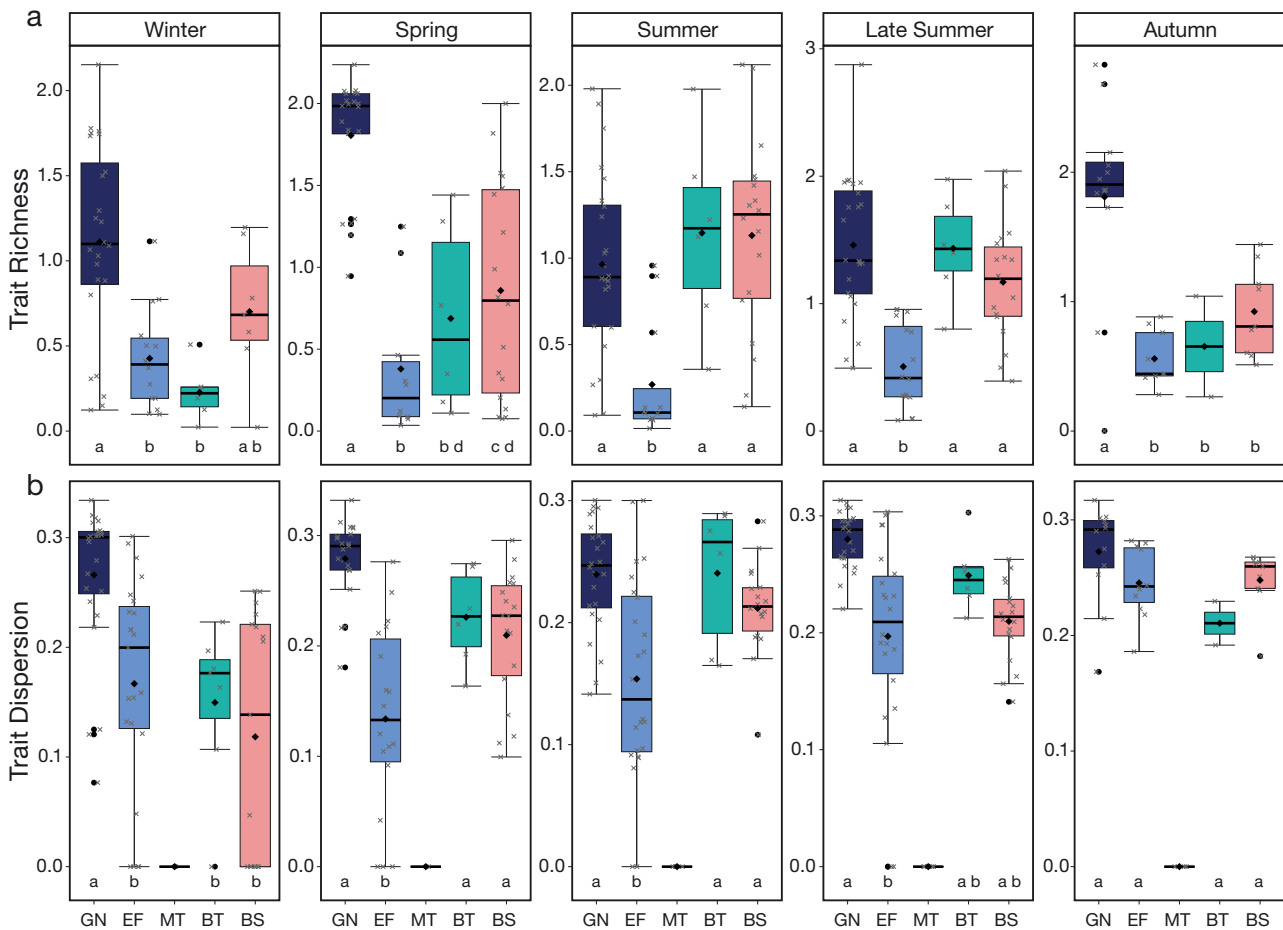 a
Winter Spring Summer Late Summer Autumn
Trait Richness
2.0 1.5 1.0 0.5 0.0
2.0 1.5 1.0 0.5 0.0
2.0 1.5 1.0 0.5 0.0
3 2 1 0
2 1 0
a b b a b
a b b d c d
a b a a
a b a a
a b b b
b
Trait Dispersion
0.3 0.2 0.1 0.0
0.3 0.2 0.1 0.0
0.3 0.2 0.1 0.0
0.3 0.2 0.1 0.0
0.3 0.2 0.1 0.0
a b b b
a b a a
a b a a
a b a b a b
a a a a
GN EF MT BT BS
GN EF MT BT BS
GN EF MT BT BS
GN EF MT BT BS
GN EF MT BT BS